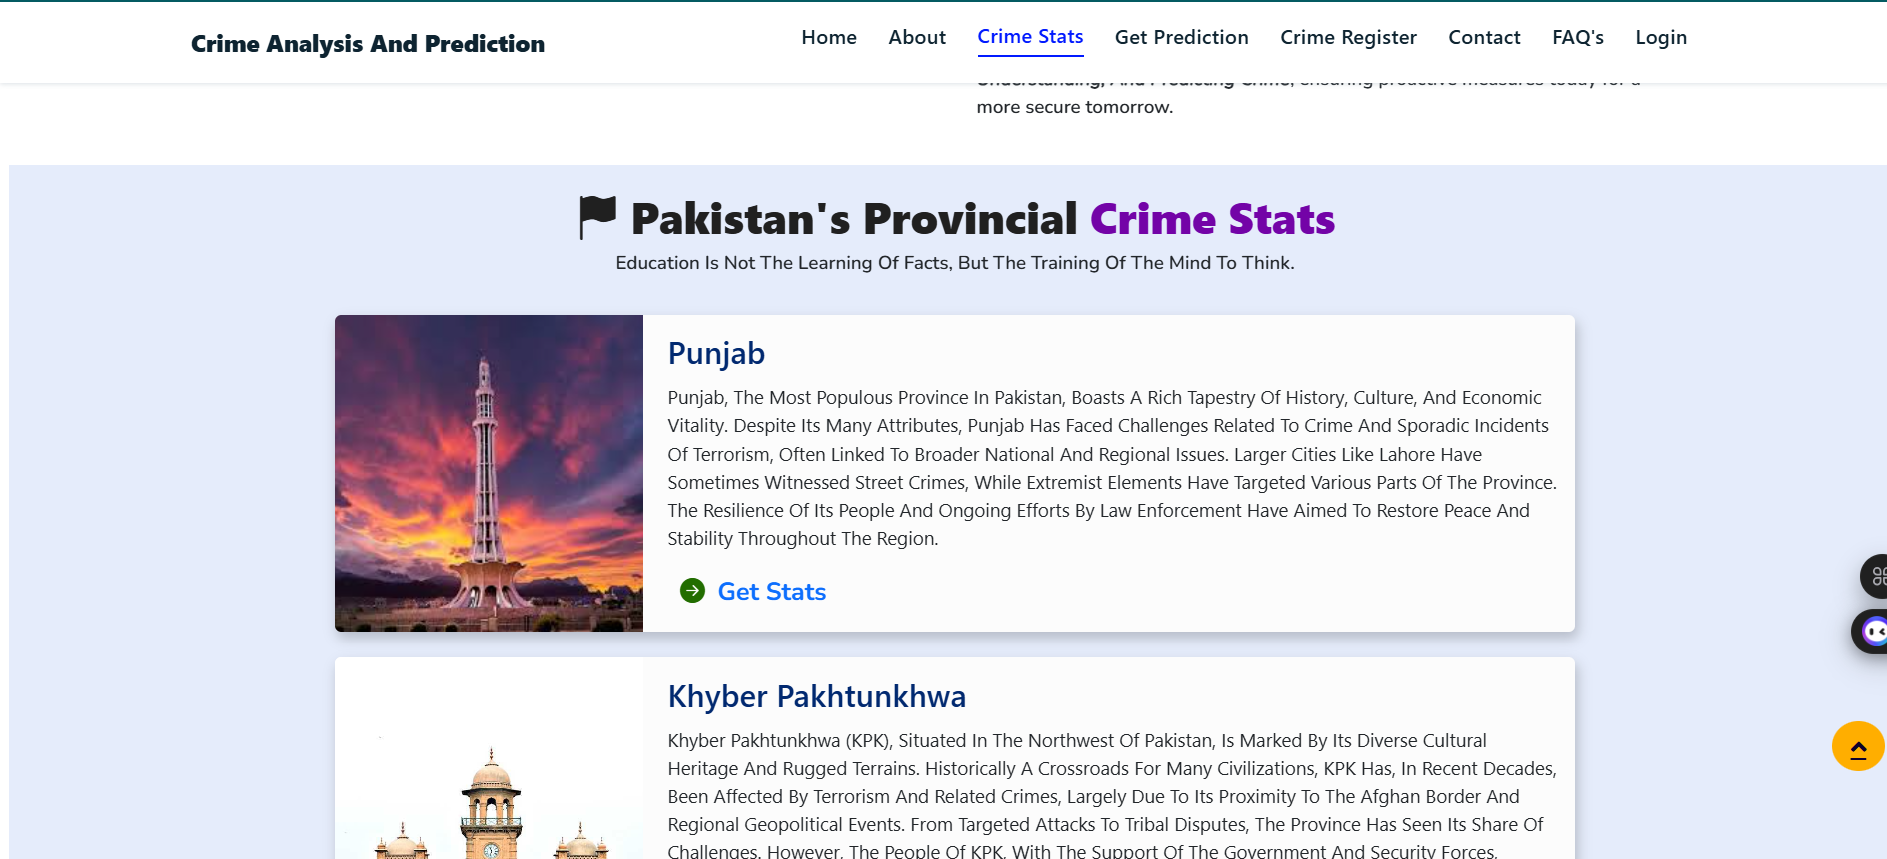 Crime Analysis And Prediction
Home About Crime Stats Get Prediction Crime Register Contact FAQ's Login
Understanding, And Predicting Crime, ensuring proactive measures today for a
more secure tomorrow.
Pakistan's Provincial Crime Stats
Education Is Not The Learning Of Facts, But The Training Of The Mind To Think.
Punjab
Punjab, The Most Populous Province In Pakistan, Boasts A Rich Tapestry Of History, Culture, And Economic
Vitality. Despite Its Many Attributes, Punjab Has Faced Challenges Related To Crime And Sporadic Incidents
Of Terrorism, Often Linked To Broader National And Regional Issues. Larger Cities Like Lahore Have
Sometimes Witnessed Street Crimes, While Extremist Elements Have Targeted Various Parts Of The Province.
The Resilience Of Its People And Ongoing Efforts By Law Enforcement Have Aimed To Restore Peace And
Stability Throughout The Region.
Get Stats
Khyber Pakhtunkhwa
Khyber Pakhtunkhwa (KPK), Situated In The Northwest Of Pakistan, Is Marked By Its Diverse Cultural
Heritage And Rugged Terrains. Historically A Crossroads For Many Civilizations, KPK Has, In Recent Decades,
Been Affected By Terrorism And Related Crimes, Largely Due To Its Proximity To The Afghan Border And
Regional Geopolitical Events. From Targeted Attacks To Tribal Disputes, The Province Has Seen Its Share Of
Challenges. However, The People Of KPK, With The Support Of The Government And Security Forces,